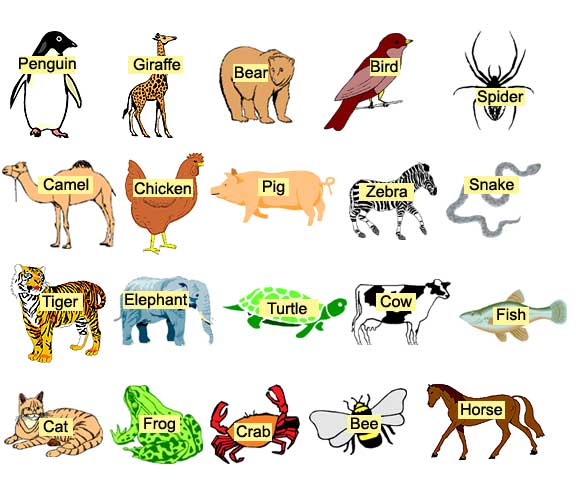 Penguin
Giraffe
Bear
Bird
Spider
Camel
Chicken
Pig
Zebra
Snake
Tiger
Elephant
Turtle
Cow
Fish
Cat
Frog
Crab
Bee
Horse